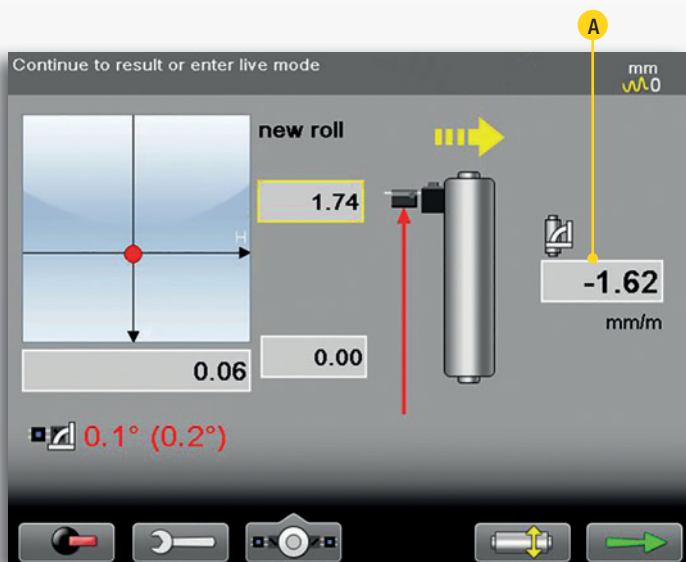 A
Continue to result or enter live mode
mm
0
new roll
1.74
H
-1.62
mm/m
0.06
0.00
0.1° (0.2°)